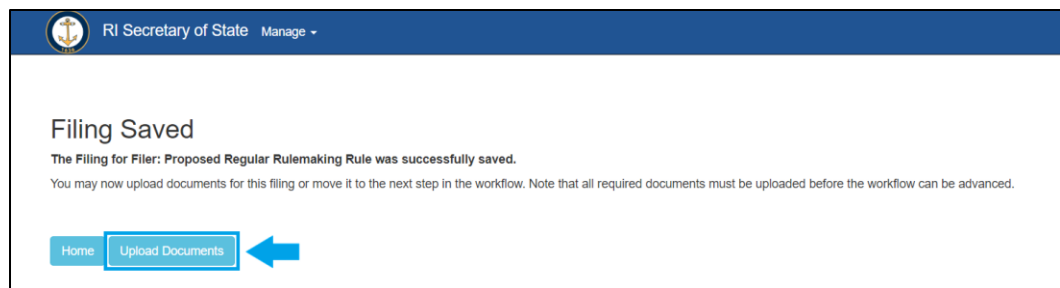 RI Secretary of State Manage
Filing Saved
The Filing for Filer: Proposed Regular Rulemaking Rule was successfully saved.
You may now upload documents for this filing or move it to the next step in the workflow. Note that all required documents must be uploaded before the workflow can be advanced.
Home Upload Documents